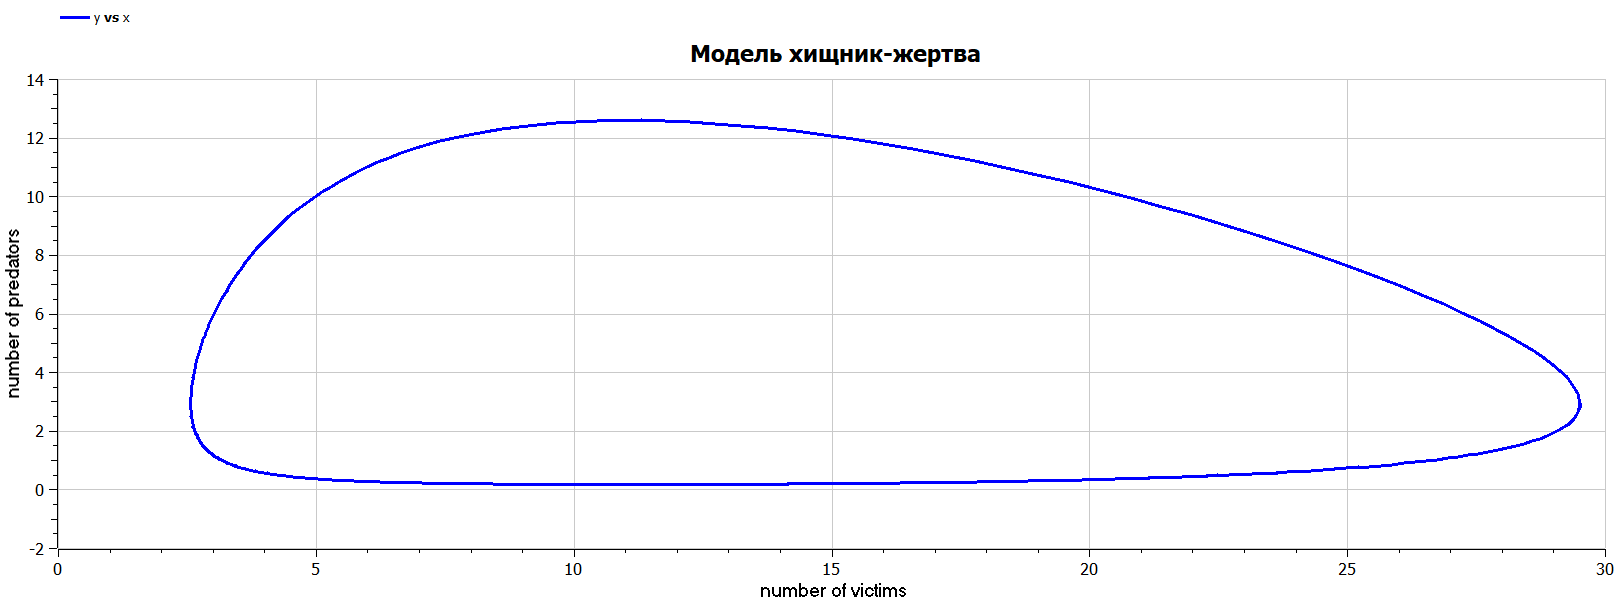 y vs x
Модель хищник-жертва
14
12
10
8
6
4
2
0
-2
number of predators
0 5 10 15 20 25 30
number of victims